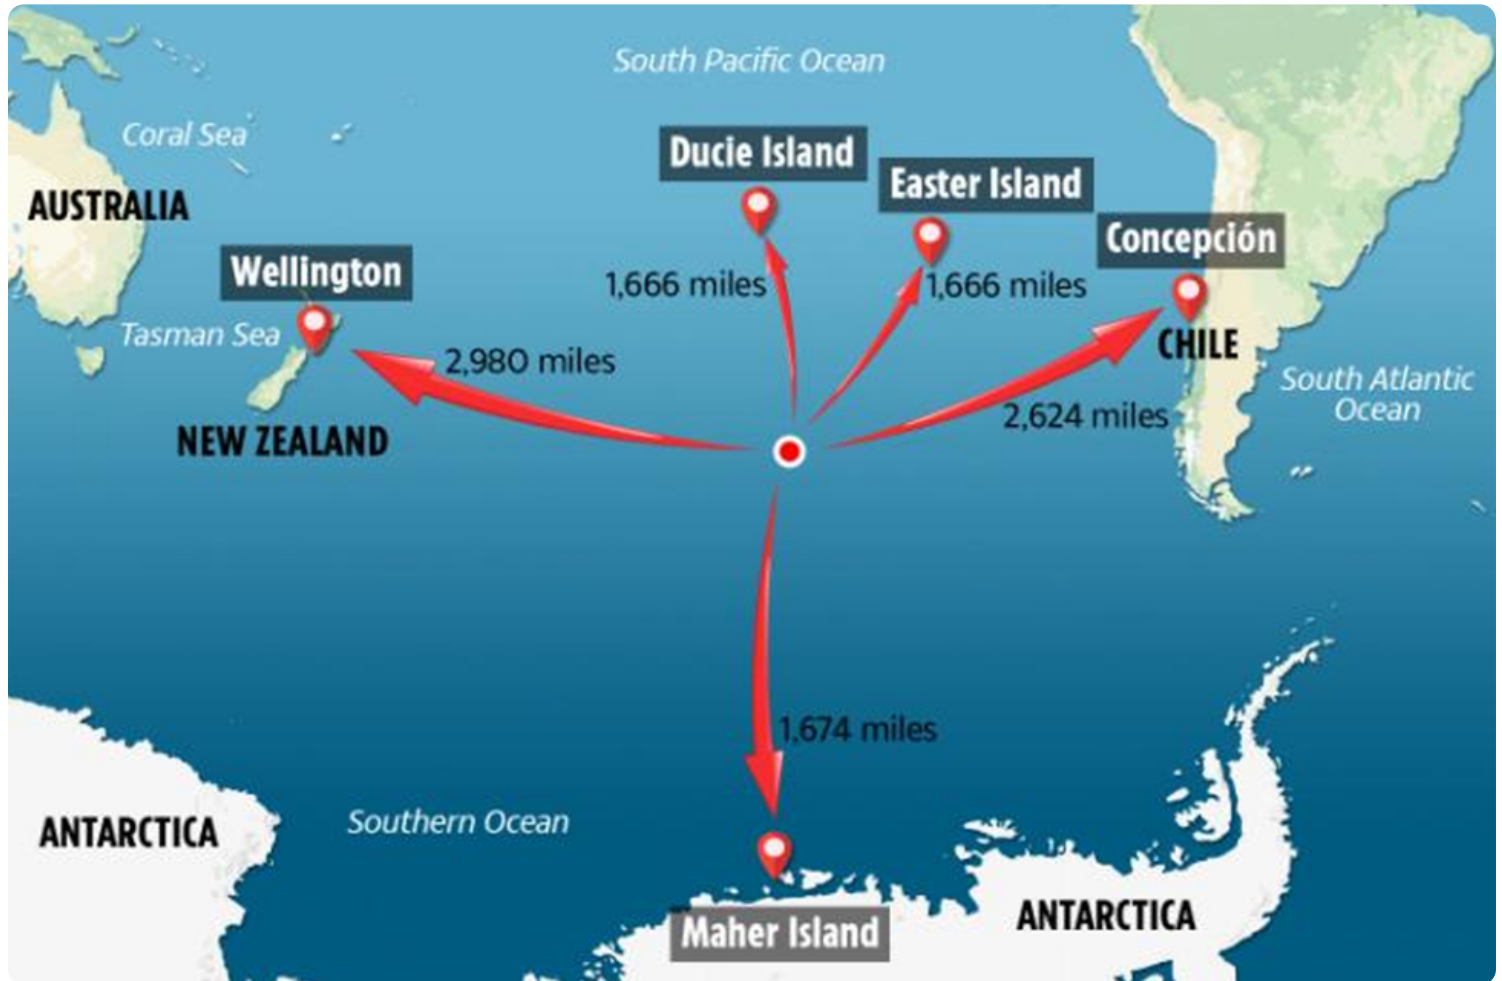 South Pacific Ocean
Coral Sea
Ducie Island
Easter Island
AUSTRALIA
Concepción
Wellington
1,666 miles
1,666 miles
Tasman Sea
CHILE
2,980 miles
South Atlantic
Ocean
2,624 miles
NEW ZEALAND
1,674 miles
Southern Ocean
ANTARCTICA
ANTARCTICA
Maher Island